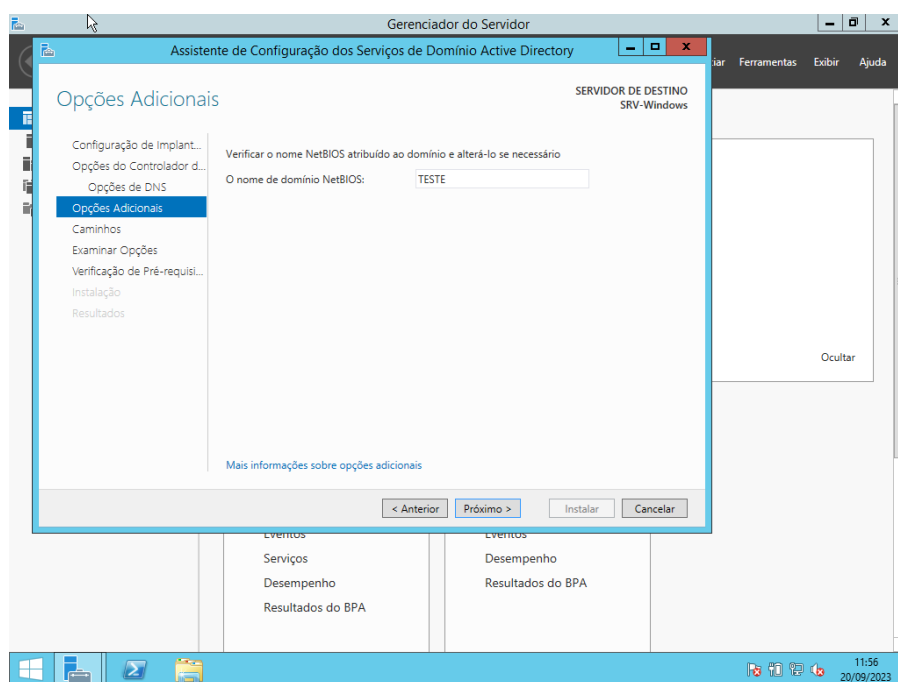 Gerenciador do Servidor
Assistente de Configuração dos Serviços de Domínio Active Directory
Ferramentas Exibir Ajuda
Opções Adicionais
SERVIDOR DE DESTINO
SRV-Windows
Configuração de Implant...
Opções do Controlador d...
Opções de DNS
Opções Adicionais
Caminhos
Examinar Opções
Verificação de Pré-requisi...
Instalação
Resultados
Verificar o nome NetBIOS atribuído ao domínio e alterá-lo se necessário
O nome de domínio NetBIOS: TESTE
Mais informações sobre opções adicionais
< Anterior Próximo > Instalar Cancelar
Ocultar
Eventos
Serviços
Desempenho
Resultados do BPA
Eventos
Desempenho
Resultados do BPA
11:56
20/09/2023